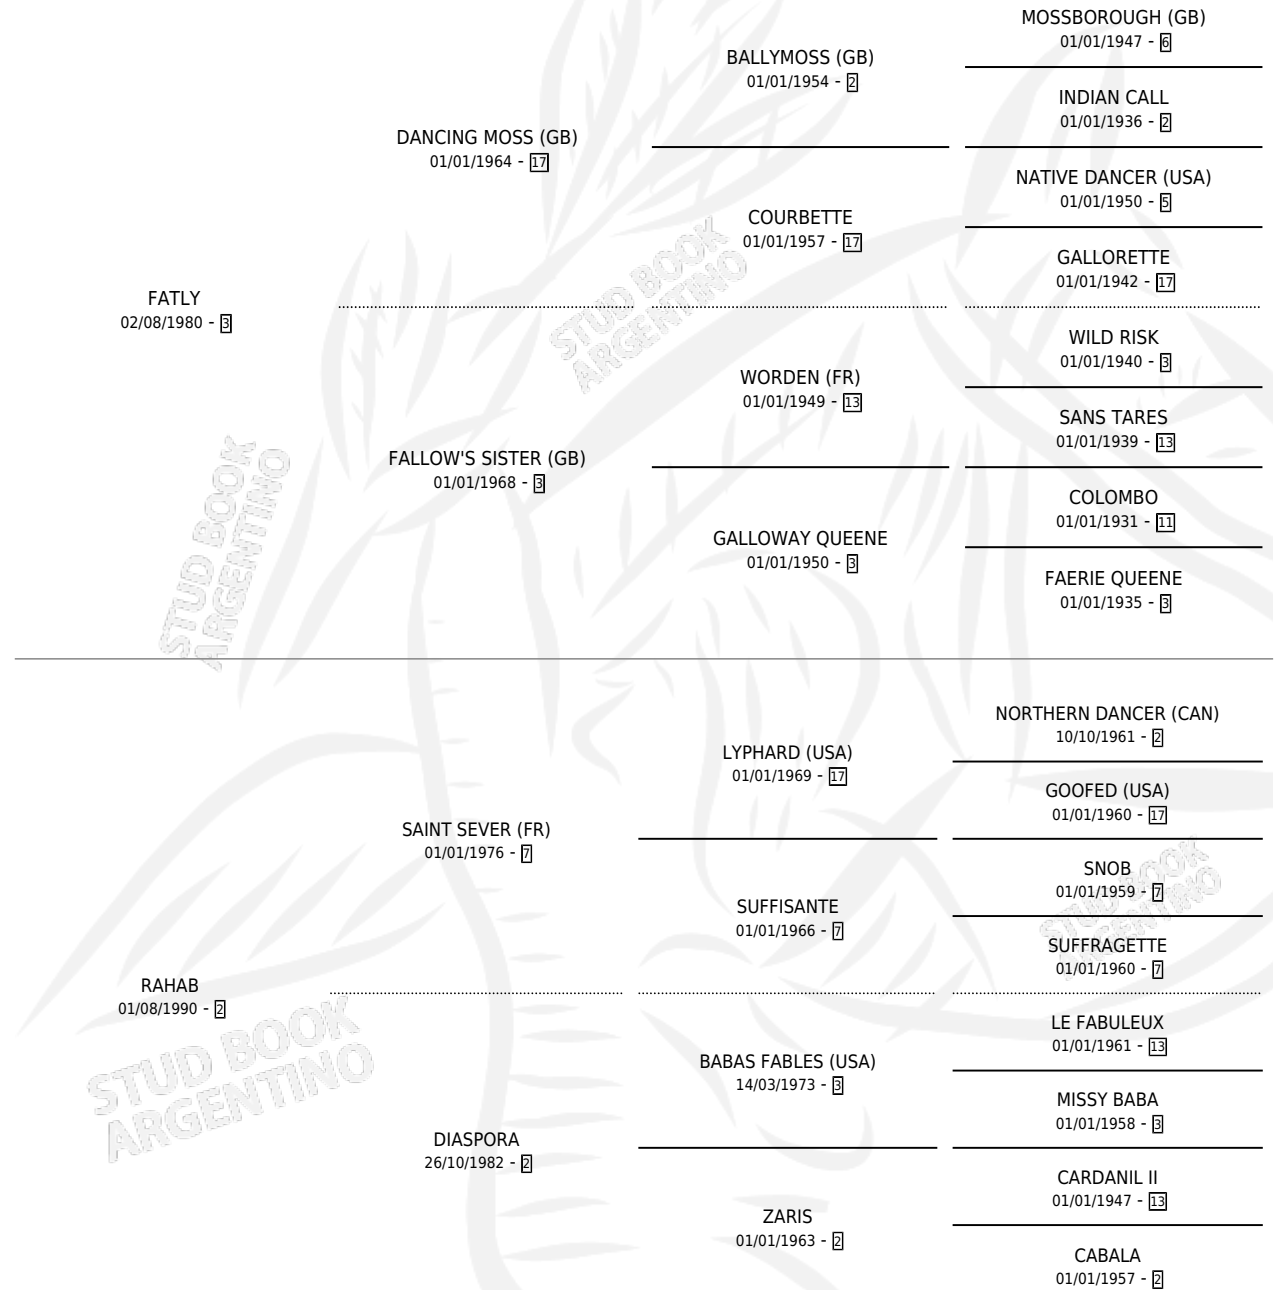 MOSSBOROUGH (GB)
01/01/1947 - 6
BALLYMOSS (GB)
01/01/1954 - 2
INDIAN CALL
01/01/1936 - 2
DANCING MOSS (GB)
01/01/1964 - 17
NATIVE DANCER (USA)
01/01/1950 - 5
COURBETTE
01/01/1957 - 17
GALLORETTE
01/01/1942 - 17
FATLY
02/08/1980 - 3
STUD BOOK
ARGENTINO
WILD RISK
01/01/1940 - 3
WORDEN (FR)
01/01/1949 - 13
SANS TARES
01/01/1939 - 13
FALLOW'S SISTER (GB)
01/01/1968 - 3
COLOMBO
01/01/1931 - 11
GALLOWAY QUEENE
01/01/1950 - 3
FAERIE QUEENE
01/01/1935 - 3
STUD BOOK
ARGENTINO
NORTHERN DANCER (CAN)
10/10/1961 - 2
LYPHARD (USA)
01/01/1969 - 17
GOOFED (USA)
01/01/1960 - 17
SAINT SEVER (FR)
01/01/1976 - 7
SNOB
01/01/1959 - 7
SUFFISANTE
01/01/1966 - 7
STUD BOOK
ARGENTINO
SUFFRAGETTE
01/01/1960 - 7
RAHAB
01/08/1990 - 2
LE FABULEUX
01/01/1961 - 13
BABAS FABLES (USA)
14/03/1973 - 3
STUD BOOK
ARGENTINO
MISSY BABA
01/01/1958 - 3
DIASPORA
26/10/1982 - 2
CARDANIL II
01/01/1947 - 13
ZARIS
01/01/1963 - 2
CABALA
01/01/1957 - 2